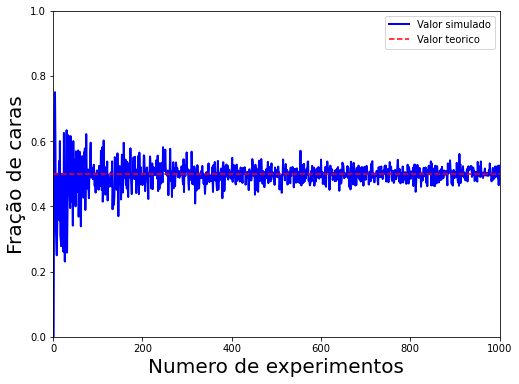 1.0
0.8
0.6
0.4
0.2
0.0
Fração de caras
Valor simulado
Valor teorico
0 200 400 600 800 1000
Numero de experimentos